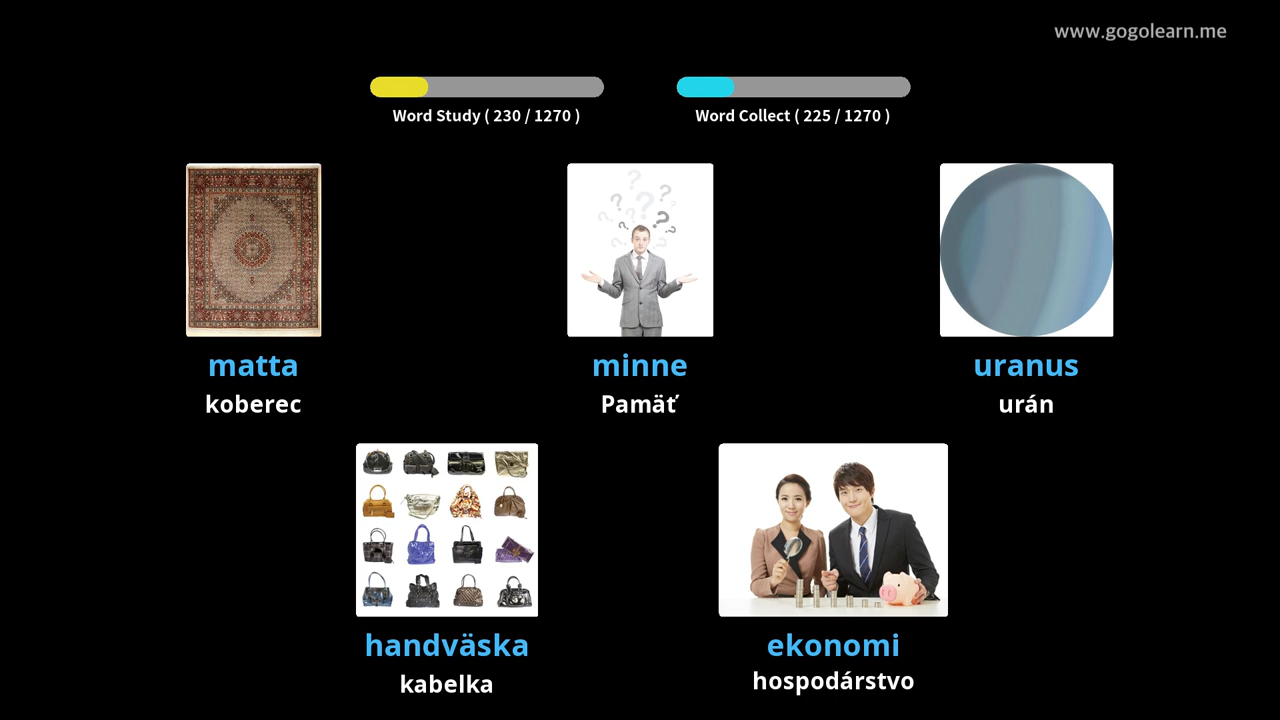 www.gogolearn.me
Word Study ( 230 / 1270 )
Word Collect ( 225 / 1270 )
matta
koberec
minne
Pamäť
uranus
urán
handväska
kabelka
ekonomi
hospodárstvo